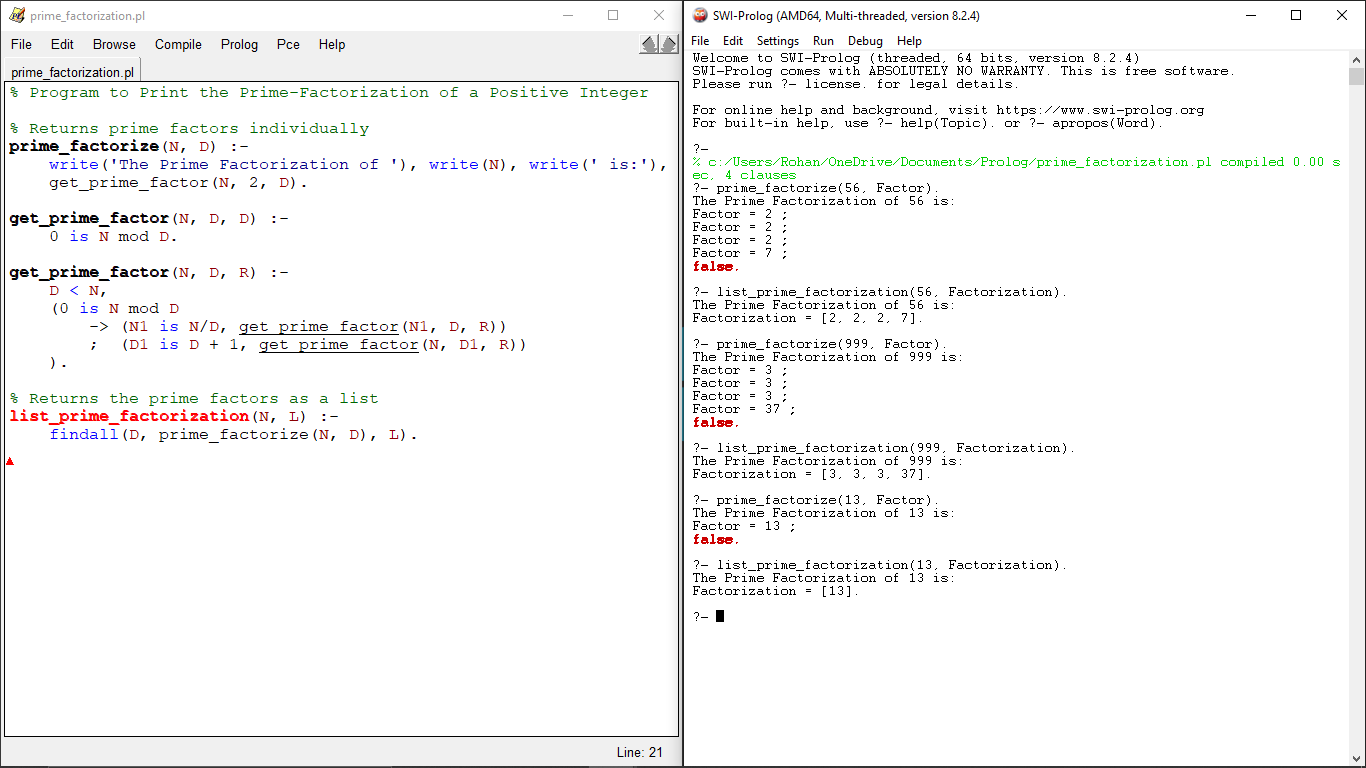 prime_factorization.pl
File Edit Browse Compile Prolog Pce Help
prime_factorization.pl
% Program to Print the Prime-Factorization of a Positive Integer
% Returns prime factors individually
prime_factorize(N, D) :-
    write('The Prime Factorization of '), write(N), write(' is:'),
    get_prime_factor(N, 2, D).
get_prime_factor(N, D, D) :-
    0 is N mod D.
get_prime_factor(N, D, R) :-
    D < N,
    (0 is N mod D
        -> (N1 is N/D, get_prime_factor(N1, D, R))
        ;  (D1 is D + 1, get_prime_factor(N, D1, R))
    ).
% Returns the prime factors as a list
list_prime_factorization(N, L) :-
    findall(D, prime_factorize(N, D), L).
Line: 21
SWI-Prolog (AMD64, Multi-threaded, version 8.2.4)
File Edit Settings Run Debug Help
Welcome to SWI-Prolog (threaded, 64 bits, version 8.2.4)
SWI-Prolog comes with ABSOLUTELY NO WARRANTY. This is free software.
Please run ?- license. for legal details.
For online help and background, visit https://www.swi-prolog.org
For built-in help, use ?- help(Topic). or ?- apropos(Word).
?-
% c:/Users/Rohan/OneDrive/Documents/Prolog/prime_factorization.pl compiled 0.00 s
ec, 4 clauses
?- prime_factorize(56, Factor).
The Prime Factorization of 56 is:
Factor = 2 ;
Factor = 2 ;
Factor = 2 ;
Factor = 7 ;
false.
?- list_prime_factorization(56, Factorization).
The Prime Factorization of 56 is:
Factorization = [2, 2, 2, 7].
?- prime_factorize(999, Factor).
The Prime Factorization of 999 is:
Factor = 3 ;
Factor = 3 ;
Factor = 3 ;
Factor = 37 ;
false.
?- list_prime_factorization(999, Factorization).
The Prime Factorization of 999 is:
Factorization = [3, 3, 3, 37].
?- prime_factorize(13, Factor).
The Prime Factorization of 13 is:
Factor = 13 ;
false.
?- list_prime_factorization(13, Factorization).
The Prime Factorization of 13 is:
Factorization = [13].
?-